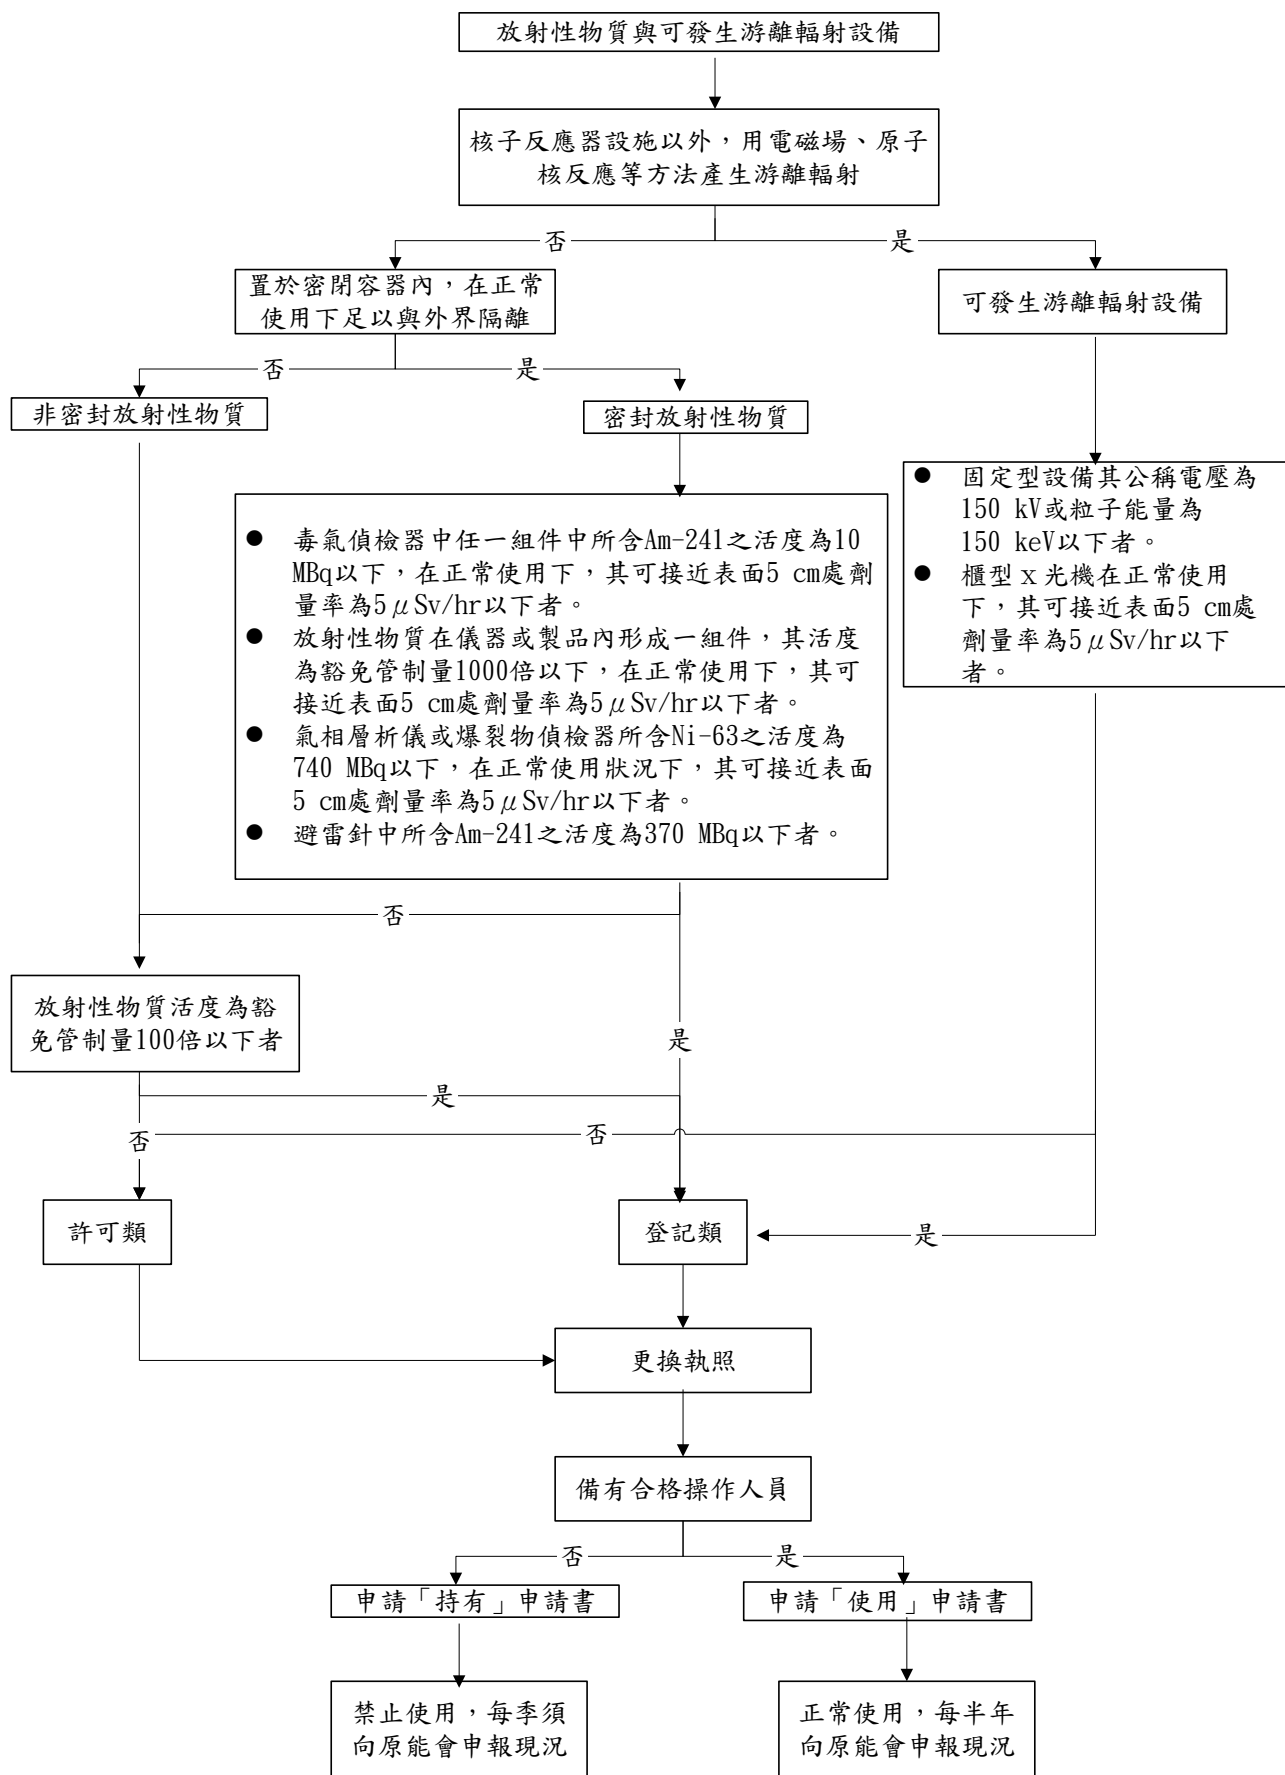 放射性物質與可發生游離輻射設備
核子反應器設施以外，用電磁場、原子
核反應等方法產生游離輻射
否
是
置於密閉容器內，在正常
使用下足以與外界隔離
可發生游離輻射設備
否
是
非密封放射性物質
密封放射性物質
● 固定型設備其公稱電壓為
150 kV或粒子能量為
150 keV以下者。
● 櫃型x光機在正常使用
下，其可接近表面5 cm處
劑量率為5μSv/hr以下
者。
● 毒氣偵檢器中任一組件中所含Am-241之活度為10
MBq以下，在正常使用下，其可接近表面5 cm處劑
量率為5μSv/hr以下者。
● 放射性物質在儀器或製品內形成一組件，其活度
為豁免管制量1000倍以下，在正常使用下，其可
接近表面5 cm處劑量率為5μSv/hr以下者。
● 氣相層析儀或爆裂物偵檢器所含Ni-63之活度為
740 MBq以下，在正常使用狀況下，其可接近表面
5 cm處劑量率為5μSv/hr以下者。
● 避雷針中所含Am-241之活度為370 MBq以下者。
否
放射性物質活度為豁
免管制量100倍以下者
是
是
否
否
許可類
登記類
是
更換執照
備有合格操作人員
否
是
申請「持有」申請書
申請「使用」申請書
禁止使用，每季須
向原能會申報現況
正常使用，每半年
向原能會申報現況